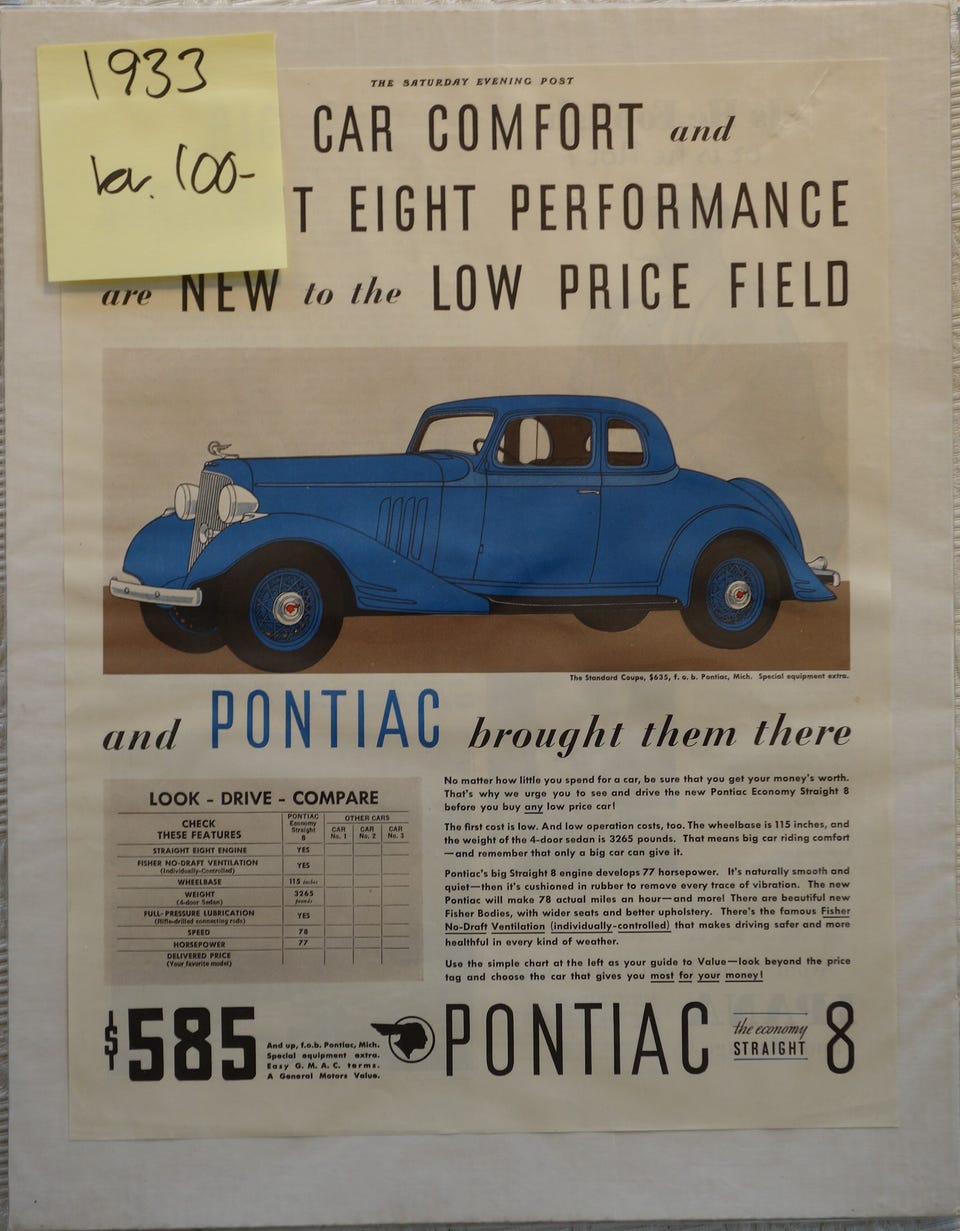 1933
kr. 100-
THE SATURDAY EVENING POST
CAR COMFORT and
T EIGHT PERFORMANCE
are NEW to the LOW PRICE FIELD
The Standard Coupe, $635, f. o. b. Pontiac, Mich. Special equipment extra.
and PONTIAC brought them there
LOOK - DRIVE - COMPARE
CHECK THESE FEATURES
PONTIAC Economy Straight 8
OTHER CARS
CAR No. 1 CAR No. 2 CAR No. 3
STRAIGHT EIGHT ENGINE YES
FISHER NO-DRAFT VENTILATION (Individually-Controlled) YES
WHEELBASE 115 inches
WEIGHT (4-door Sedan) 3265 pounds
FULL-PRESSURE LUBRICATION (Rifle-drilled connecting rods) YES
SPEED 78
HORSEPOWER 77
DELIVERED PRICE (Your favorite model)
No matter how little you spend for a car, be sure that you get your money's worth.
That's why we urge you to see and drive the new Pontiac Economy Straight 8
before you buy any low price car!
The first cost is low. And low operation costs, too. The wheelbase is 115 inches, and
the weight of the 4-door sedan is 3265 pounds. That means big car riding comfort
—and remember that only a big car can give it.
Pontiac's big Straight 8 engine develops 77 horsepower. It's naturally smooth and
quiet—then it's cushioned in rubber to remove every trace of vibration. The new
Pontiac will make 78 actual miles an hour—and more! There are beautiful new
Fisher Bodies, with wider seats and better upholstery. There's the famous Fisher
No-Draft Ventilation (individually-controlled) that makes driving safer and more
healthful in every kind of weather.
Use the simple chart at the left as your guide to Value—look beyond the price
tag and choose the car that gives you most for your money!
$585
And up, f.o.b. Pontiac, Mich.
Special equipment extra.
Easy G. M. A. C. terms.
A General Motors Value.
PONTIAC the economy STRAIGHT 8